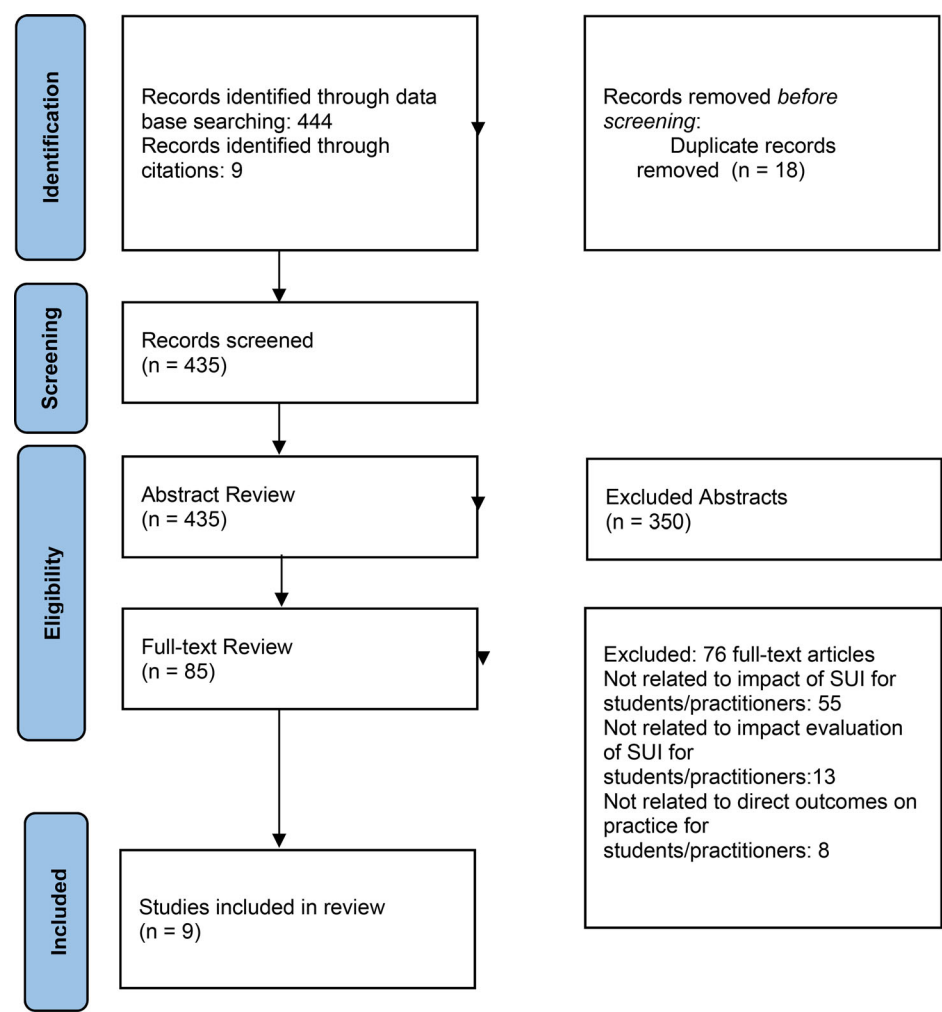 Identification
Records identified through data
base searching: 444
Records identified through
citations: 9
Records removed before
screening:
Duplicate records
removed (n = 18)
Screening
Records screened
(n = 435)
Eligibility
Abstract Review
(n = 435)
Excluded Abstracts
(n = 350)
Full-text Review
(n = 85)
Excluded: 76 full-text articles
Not related to impact of SUI for
students/practitioners: 55
Not related to impact evaluation
of SUI for
students/practitioners:13
Not related to direct outcomes on
practice for
students/practitioners: 8
Included
Studies included in review
(n = 9)